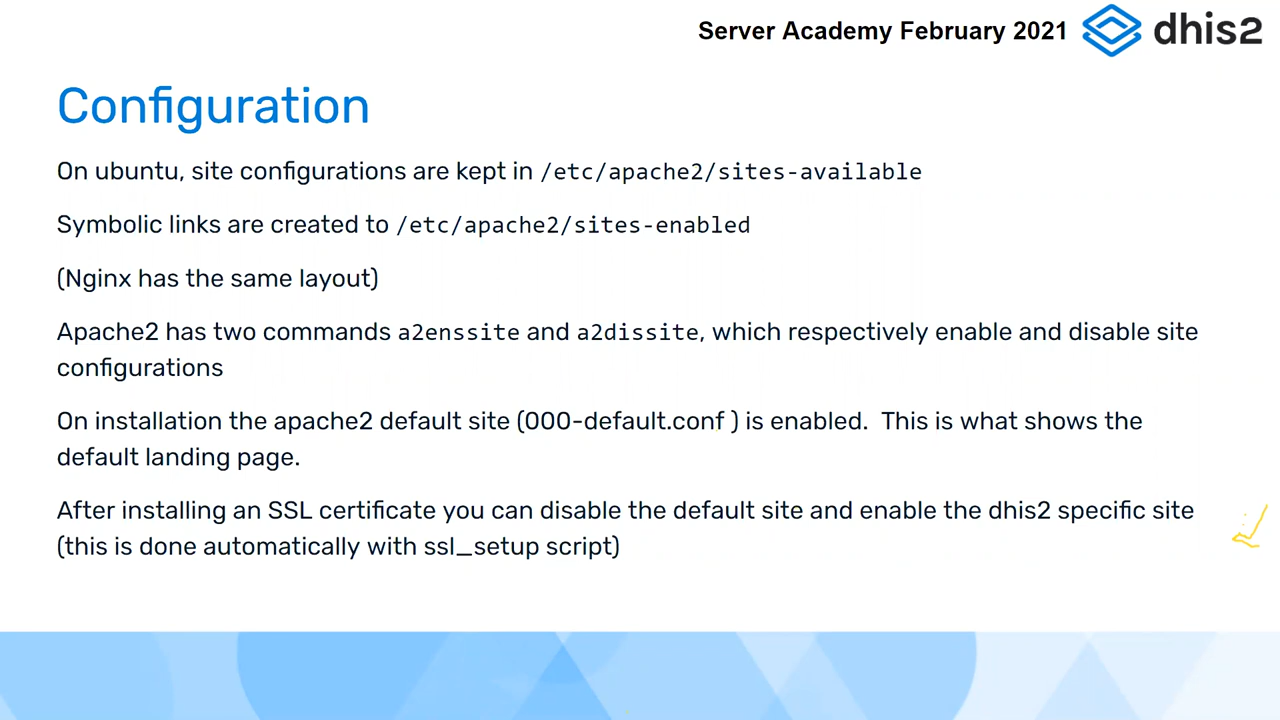 Server Academy February 2021 dhis2
Configuration
On ubuntu, site configurations are kept in /etc/apache2/sites-available
Symbolic links are created to /etc/apache2/sites-enabled
(Nginx has the same layout)
Apache2 has two commands a2enssite and a2dissite, which respectively enable and disable site
configurations
On installation the apache2 default site (000-default.conf ) is enabled.  This is what shows the
default landing page.
After installing an SSL certificate you can disable the default site and enable the dhis2 specific site
(this is done automatically with ssl_setup script)